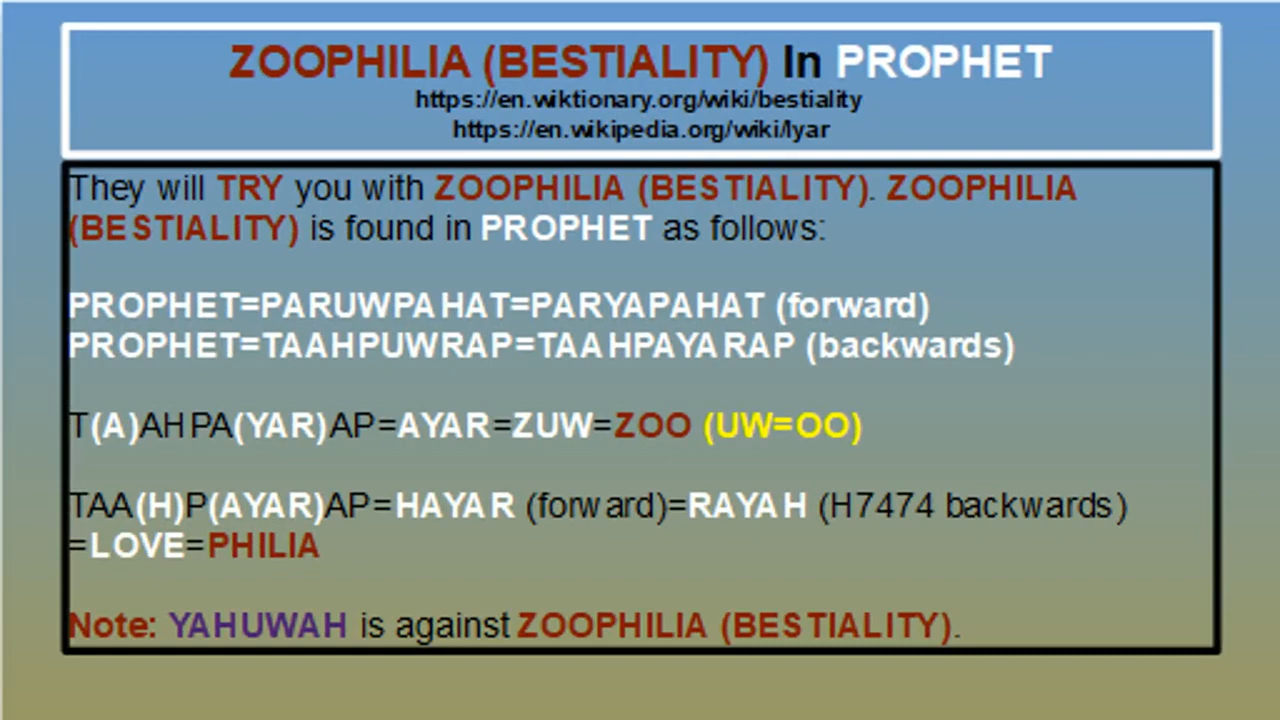 ZOOPHILIA (BESTIALITY) In PROPHET
https://en.wiktionary.org/wiki/bestiality
https://en.wikipedia.org/wiki/Iyar
They will TRY you with ZOOPHILIA (BESTIALITY). ZOOPHILIA
(BESTIALITY) is found in PROPHET as follows:
PROPHET=PARUWPAHAT=PARYAPAHAT (forward)
PROPHET=TAAHPUWRAP=TAAHPAYARAP (backwards)
T(A)AHPA(YAR)AP=AYAR=ZUW=ZOO (UW=OO)
TAA(H)P(AYAR)AP=HAYAR (forward)=RAYAH (H7474 backwards)
=LOVE=PHILIA
Note: YAHUWAH is against ZOOPHILIA (BESTIALITY).